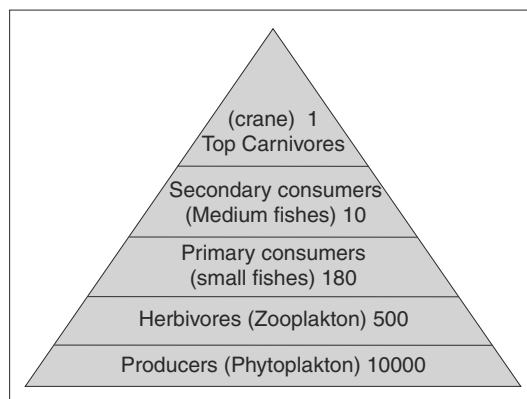 (crane) 1
Top Carnivores
Secondary consumers
(Medium fishes) 10
Primary consumers
(small fishes) 180
Herbivores (Zooplakton) 500
Producers (Phytoplakton) 10000